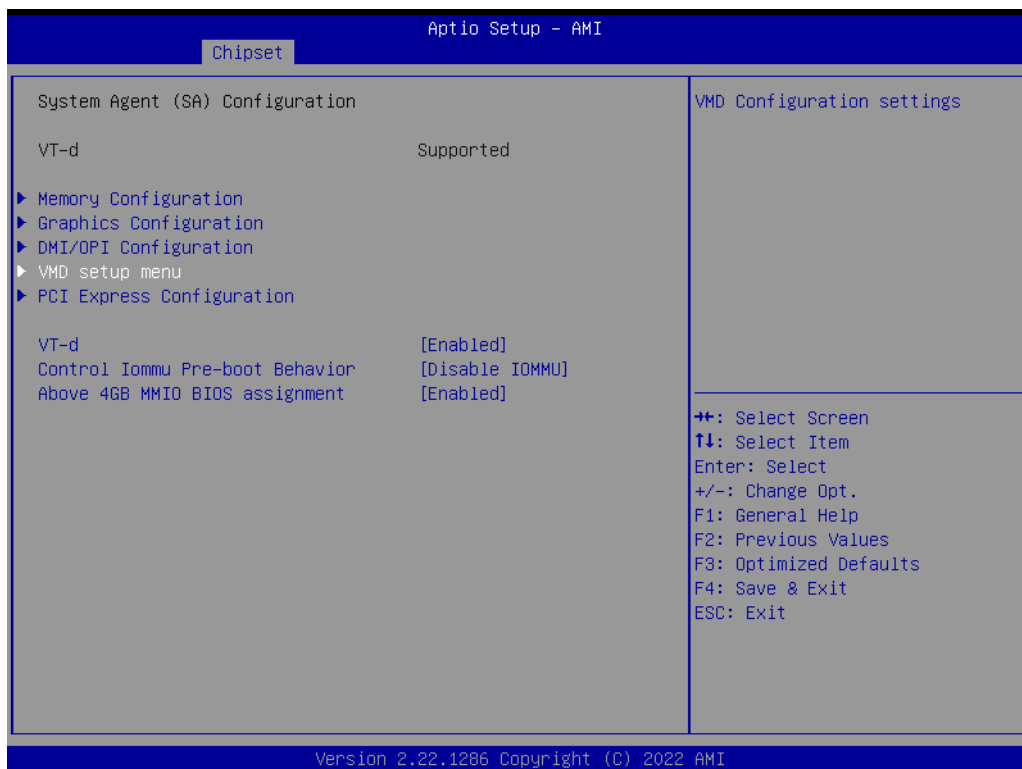 Aptio Setup – AMI
Chipset
System Agent (SA) Configuration
VT-d Supported
▶ Memory Configuration
▶ Graphics Configuration
▶ DMI/OPI Configuration
▶ VMD setup menu
▶ PCI Express Configuration
VT-d [Enabled]
Control Iommu Pre-boot Behavior [Disable IOMMU]
Above 4GB MMIO BIOS assignment [Enabled]
VMD Configuration settings
→←: Select Screen
↑↓: Select Item
Enter: Select
+/-: Change Opt.
F1: General Help
F2: Previous Values
F3: Optimized Defaults
F4: Save & Exit
ESC: Exit
Version 2.22.1286 Copyright (C) 2022 AMI